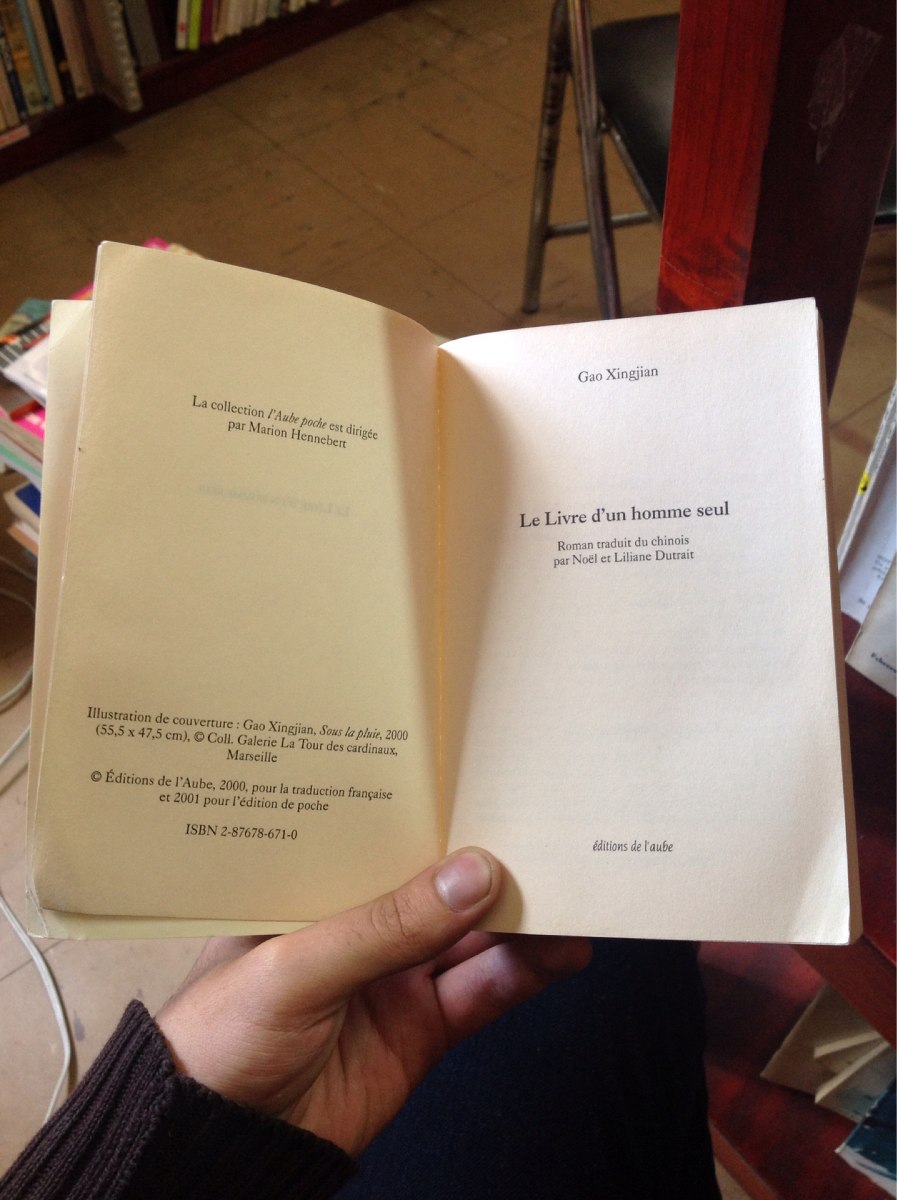 La collection l'Aube poche est dirigée
par Marion Hennebert
Illustration de couverture : Gao Xingjian, Sous la pluie, 2000
(55,5 x 47,5 cm), © Coll. Galerie La Tour des cardinaux,
Marseille
© Éditions de l'Aube, 2000, pour la traduction française
et 2001 pour l'édition de poche
ISBN 2-87678-671-0
Gao Xingjian
Le Livre d'un homme seul
Roman traduit du chinois
par Noël et Liliane Dutrait
éditions de l'aube